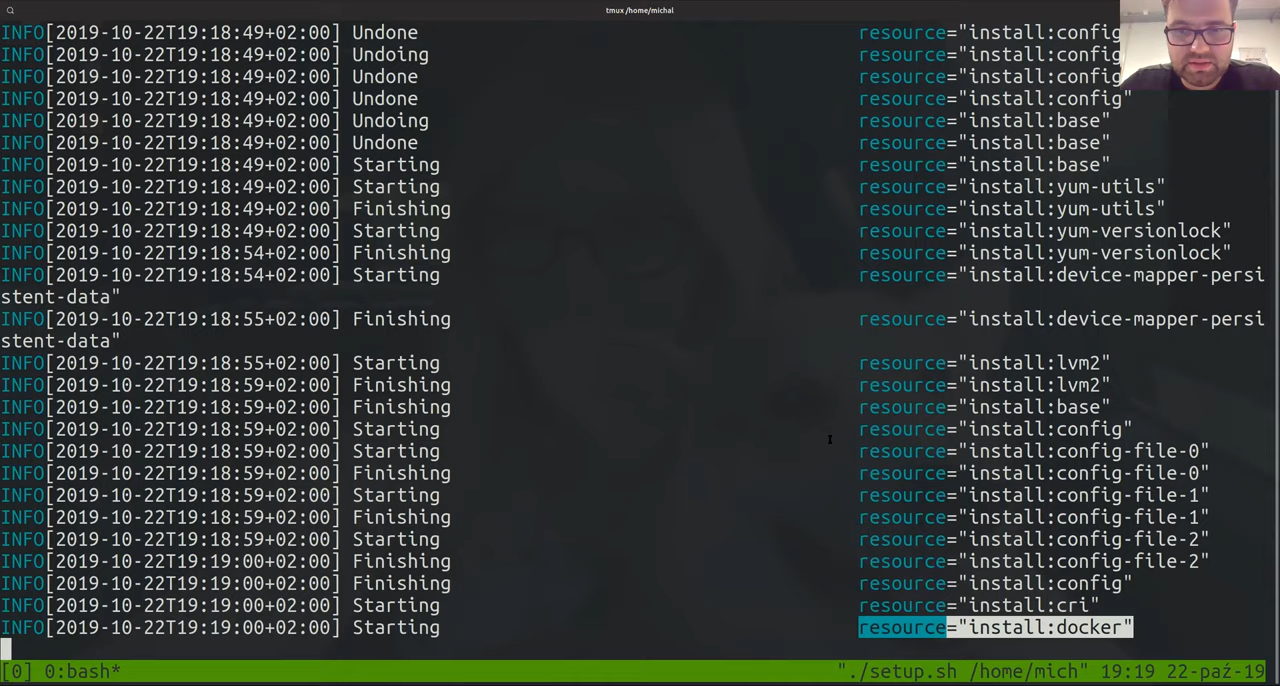 tmux /home/michal
INFO[2019-10-22T19:18:49+02:00] Undone resource="install:config
INFO[2019-10-22T19:18:49+02:00] Undoing resource="install:config
INFO[2019-10-22T19:18:49+02:00] Undone resource="install:config
INFO[2019-10-22T19:18:49+02:00] Undone resource="install:config"
INFO[2019-10-22T19:18:49+02:00] Undoing resource="install:base"
INFO[2019-10-22T19:18:49+02:00] Undone resource="install:base"
INFO[2019-10-22T19:18:49+02:00] Starting resource="install:base"
INFO[2019-10-22T19:18:49+02:00] Starting resource="install:yum-utils"
INFO[2019-10-22T19:18:49+02:00] Finishing resource="install:yum-utils"
INFO[2019-10-22T19:18:49+02:00] Starting resource="install:yum-versionlock"
INFO[2019-10-22T19:18:54+02:00] Finishing resource="install:yum-versionlock"
INFO[2019-10-22T19:18:54+02:00] Starting resource="install:device-mapper-persi
stent-data"
INFO[2019-10-22T19:18:55+02:00] Finishing resource="install:device-mapper-persi
stent-data"
INFO[2019-10-22T19:18:55+02:00] Starting resource="install:lvm2"
INFO[2019-10-22T19:18:59+02:00] Finishing resource="install:lvm2"
INFO[2019-10-22T19:18:59+02:00] Finishing resource="install:base"
INFO[2019-10-22T19:18:59+02:00] Starting resource="install:config"
INFO[2019-10-22T19:18:59+02:00] Starting resource="install:config-file-0"
INFO[2019-10-22T19:18:59+02:00] Finishing resource="install:config-file-0"
INFO[2019-10-22T19:18:59+02:00] Starting resource="install:config-file-1"
INFO[2019-10-22T19:18:59+02:00] Finishing resource="install:config-file-1"
INFO[2019-10-22T19:18:59+02:00] Starting resource="install:config-file-2"
INFO[2019-10-22T19:19:00+02:00] Finishing resource="install:config-file-2"
INFO[2019-10-22T19:19:00+02:00] Finishing resource="install:config"
INFO[2019-10-22T19:19:00+02:00] Starting resource="install:cri"
INFO[2019-10-22T19:19:00+02:00] Starting resource="install:docker"
[0] 0:bash* "./setup.sh /home/mich" 19:19 22-paź-19